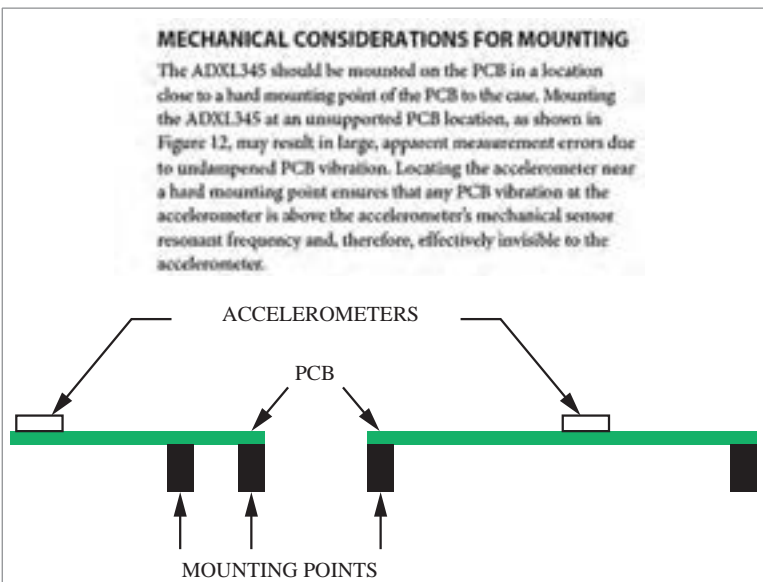 MECHANICAL CONSIDERATIONS FOR MOUNTING
The ADXL345 should be mounted on the PCB in a location
close to a hard mounting point of the PCB to the case. Mounting
the ADXL345 at an unsupported PCB location, as shown in
Figure 12, may result in large, apparent measurement errors due
to undampened PCB vibration. Locating the accelerometer near
a hard mounting point ensures that any PCB vibration at the
accelerometer is above the accelerometer's mechanical sensor
resonant frequency and, therefore, effectively invisible to the
accelerometer.
ACCELEROMETERS
PCB
MOUNTING POINTS